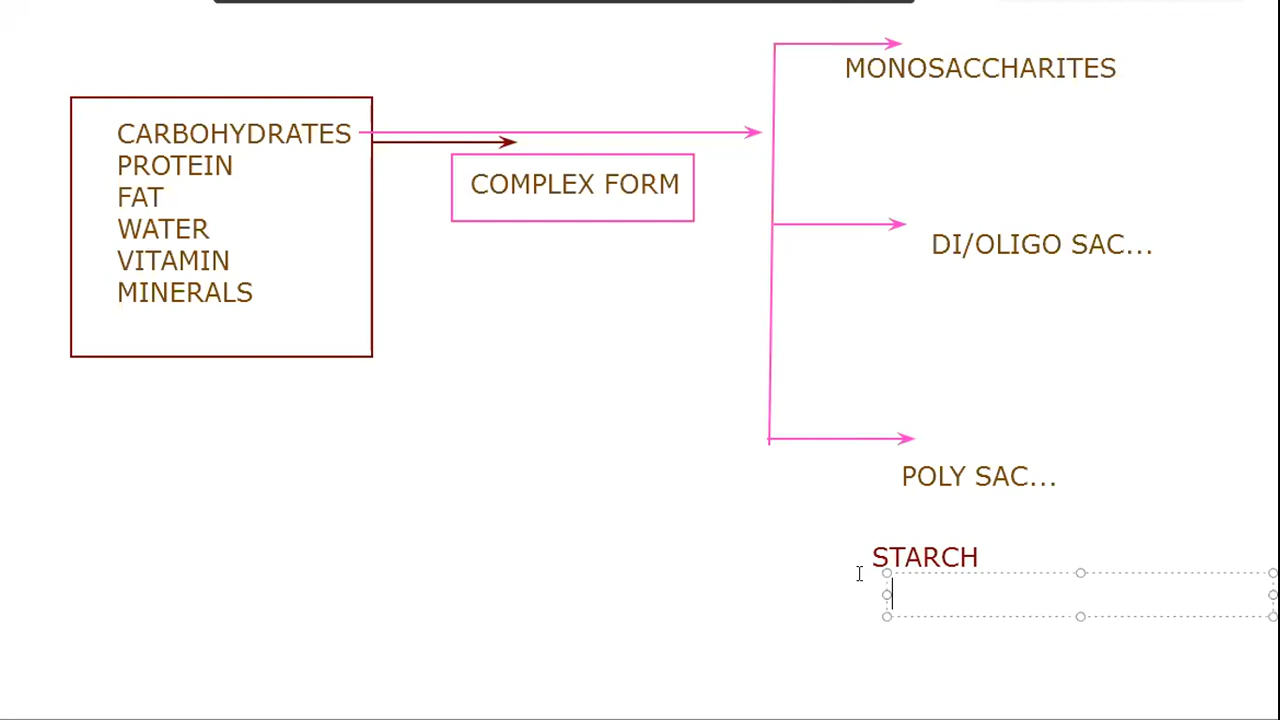 MONOSACCHARITES
CARBOHYDRATES
PROTEIN
FAT
WATER
VITAMIN
MINERALS
COMPLEX FORM
DI/OLIGO SAC...
POLY SAC...
STARCH